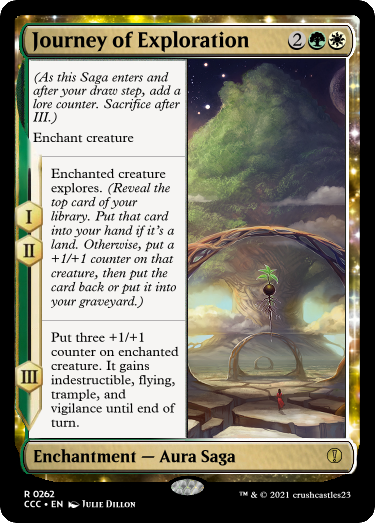 Journey of Exploration 2
(As this Saga enters and
after your draw step, add a
lore counter. Sacrifice after
III.)
Enchant creature
I
II
Enchanted creature
explores. (Reveal the
top card of your
library. Put that card
into your hand if it's a
land. Otherwise, put a
+1/+1 counter on that
creature, then put the
card back or put it into
your graveyard.)
III
Put three +1/+1
counter on enchanted
creature. It gains
indestructible, flying,
trample, and
vigilance until end of
turn.
Enchantment — Aura Saga
R 0262
CCC • EN JULIE DILLON
™ & © 2021 crushcastles23